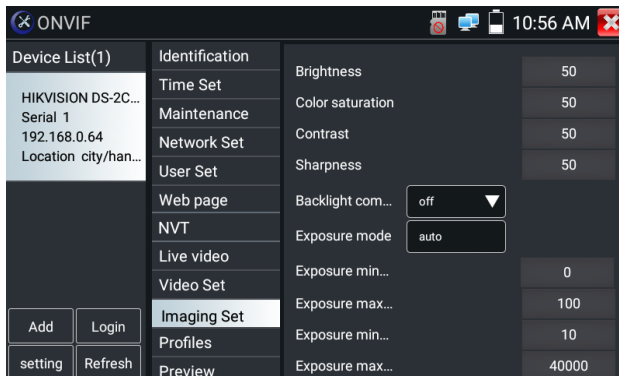 ONVIF
10:56 AM
Device List(1)
HIKVISION DS-2C...
Serial 1
192.168.0.64
Location city/han...
Add
Login
setting
Refresh
Identification
Time Set
Maintenance
Network Set
User Set
Web page
NVT
Live video
Video Set
Imaging Set
Profiles
Preview
Brightness 50
Color saturation 50
Contrast 50
Sharpness 50
Backlight com... off
Exposure mode auto
Exposure min... 0
Exposure max... 100
Exposure min... 10
Exposure max... 40000